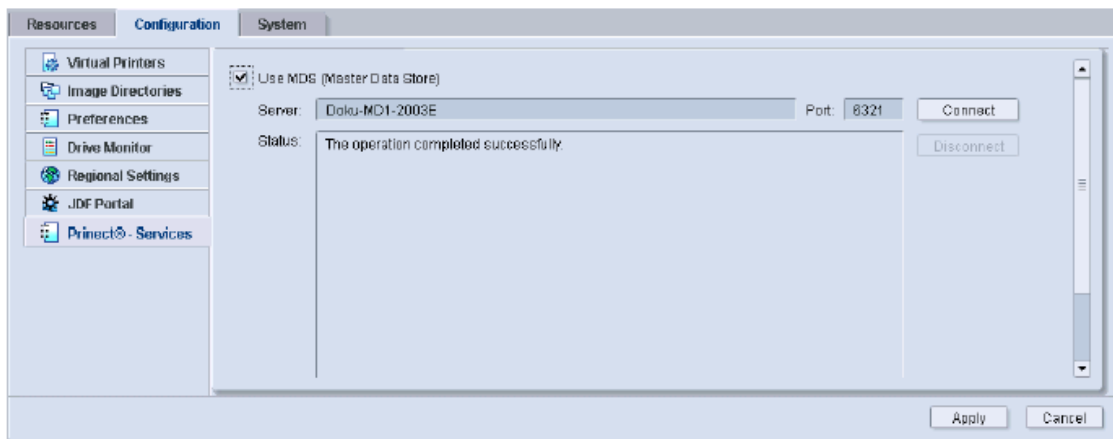 Resources Configuration System
Virtual Printers
Image Directories
Preferences
Drive Monitor
Regional Settings
JDF Portal
Prinect® - Services
Use MDS (Master Data Store)
Server: Doku-MD1-2003E Port: 6321 Connect
Status: The operation completed successfully. Disconnect
Apply Cancel